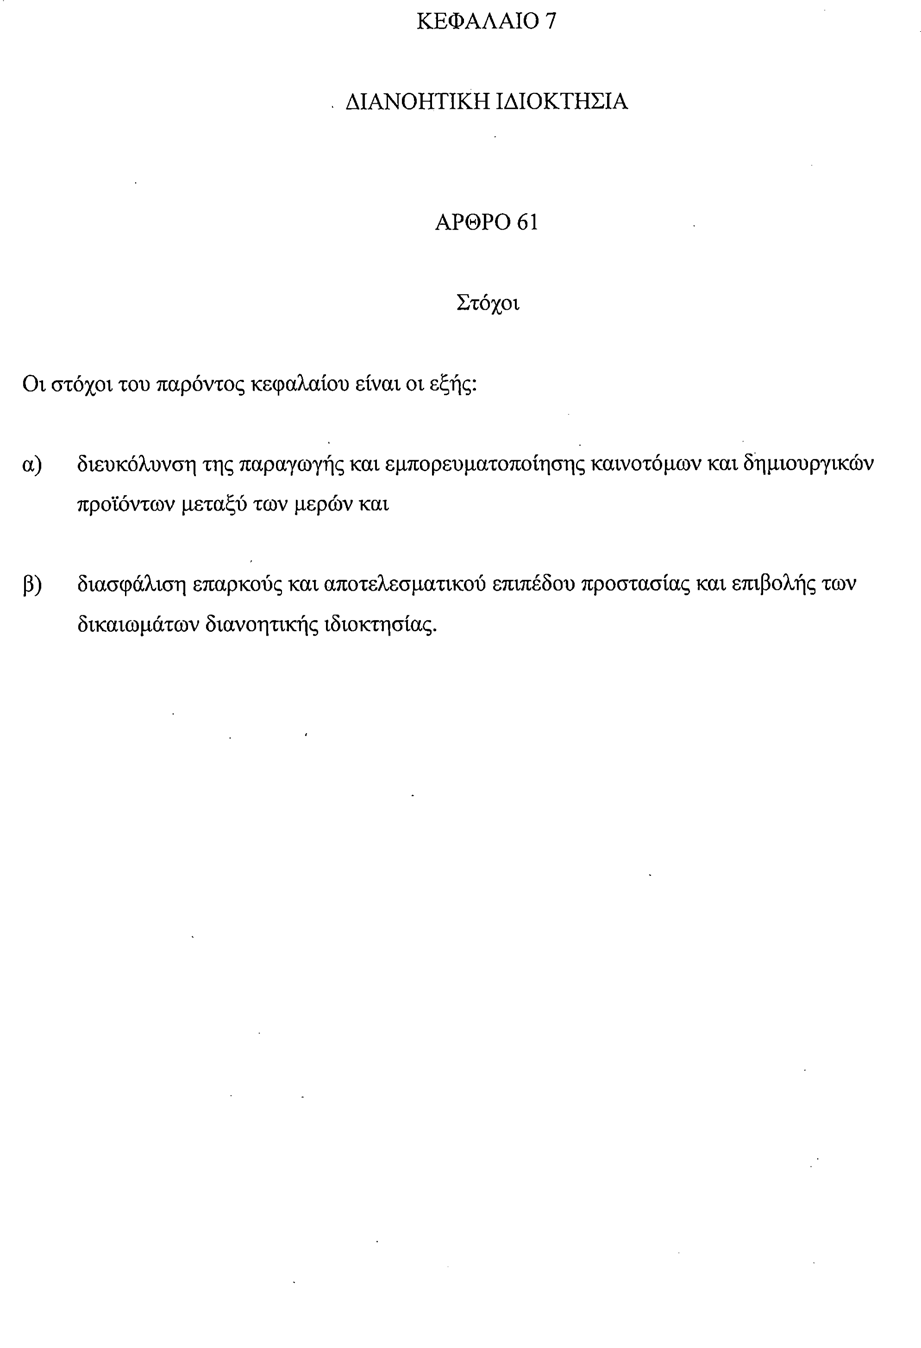 ΚΕΦΑΛΑΙΟ 7
ΔΙΑΝΟΗΤΙΚΗ ΙΔΙΟΚΤΗΣΙΑ
ΑΡΘΡΟ 61
Στόχοι
Οι στόχοι του παρόντος κεφαλαίου είναι οι εξής:
α) διευκόλυνση της παραγωγής και εμπορευματοποίησης καινοτόμων και δημιουργικών
προϊόντων μεταξύ των μερών και
β) διασφάλιση επαρκούς και αποτελεσματικού επιπέδου προστασίας και επιβολής των
δικαιωμάτων διανοητικής ιδιοκτησίας.